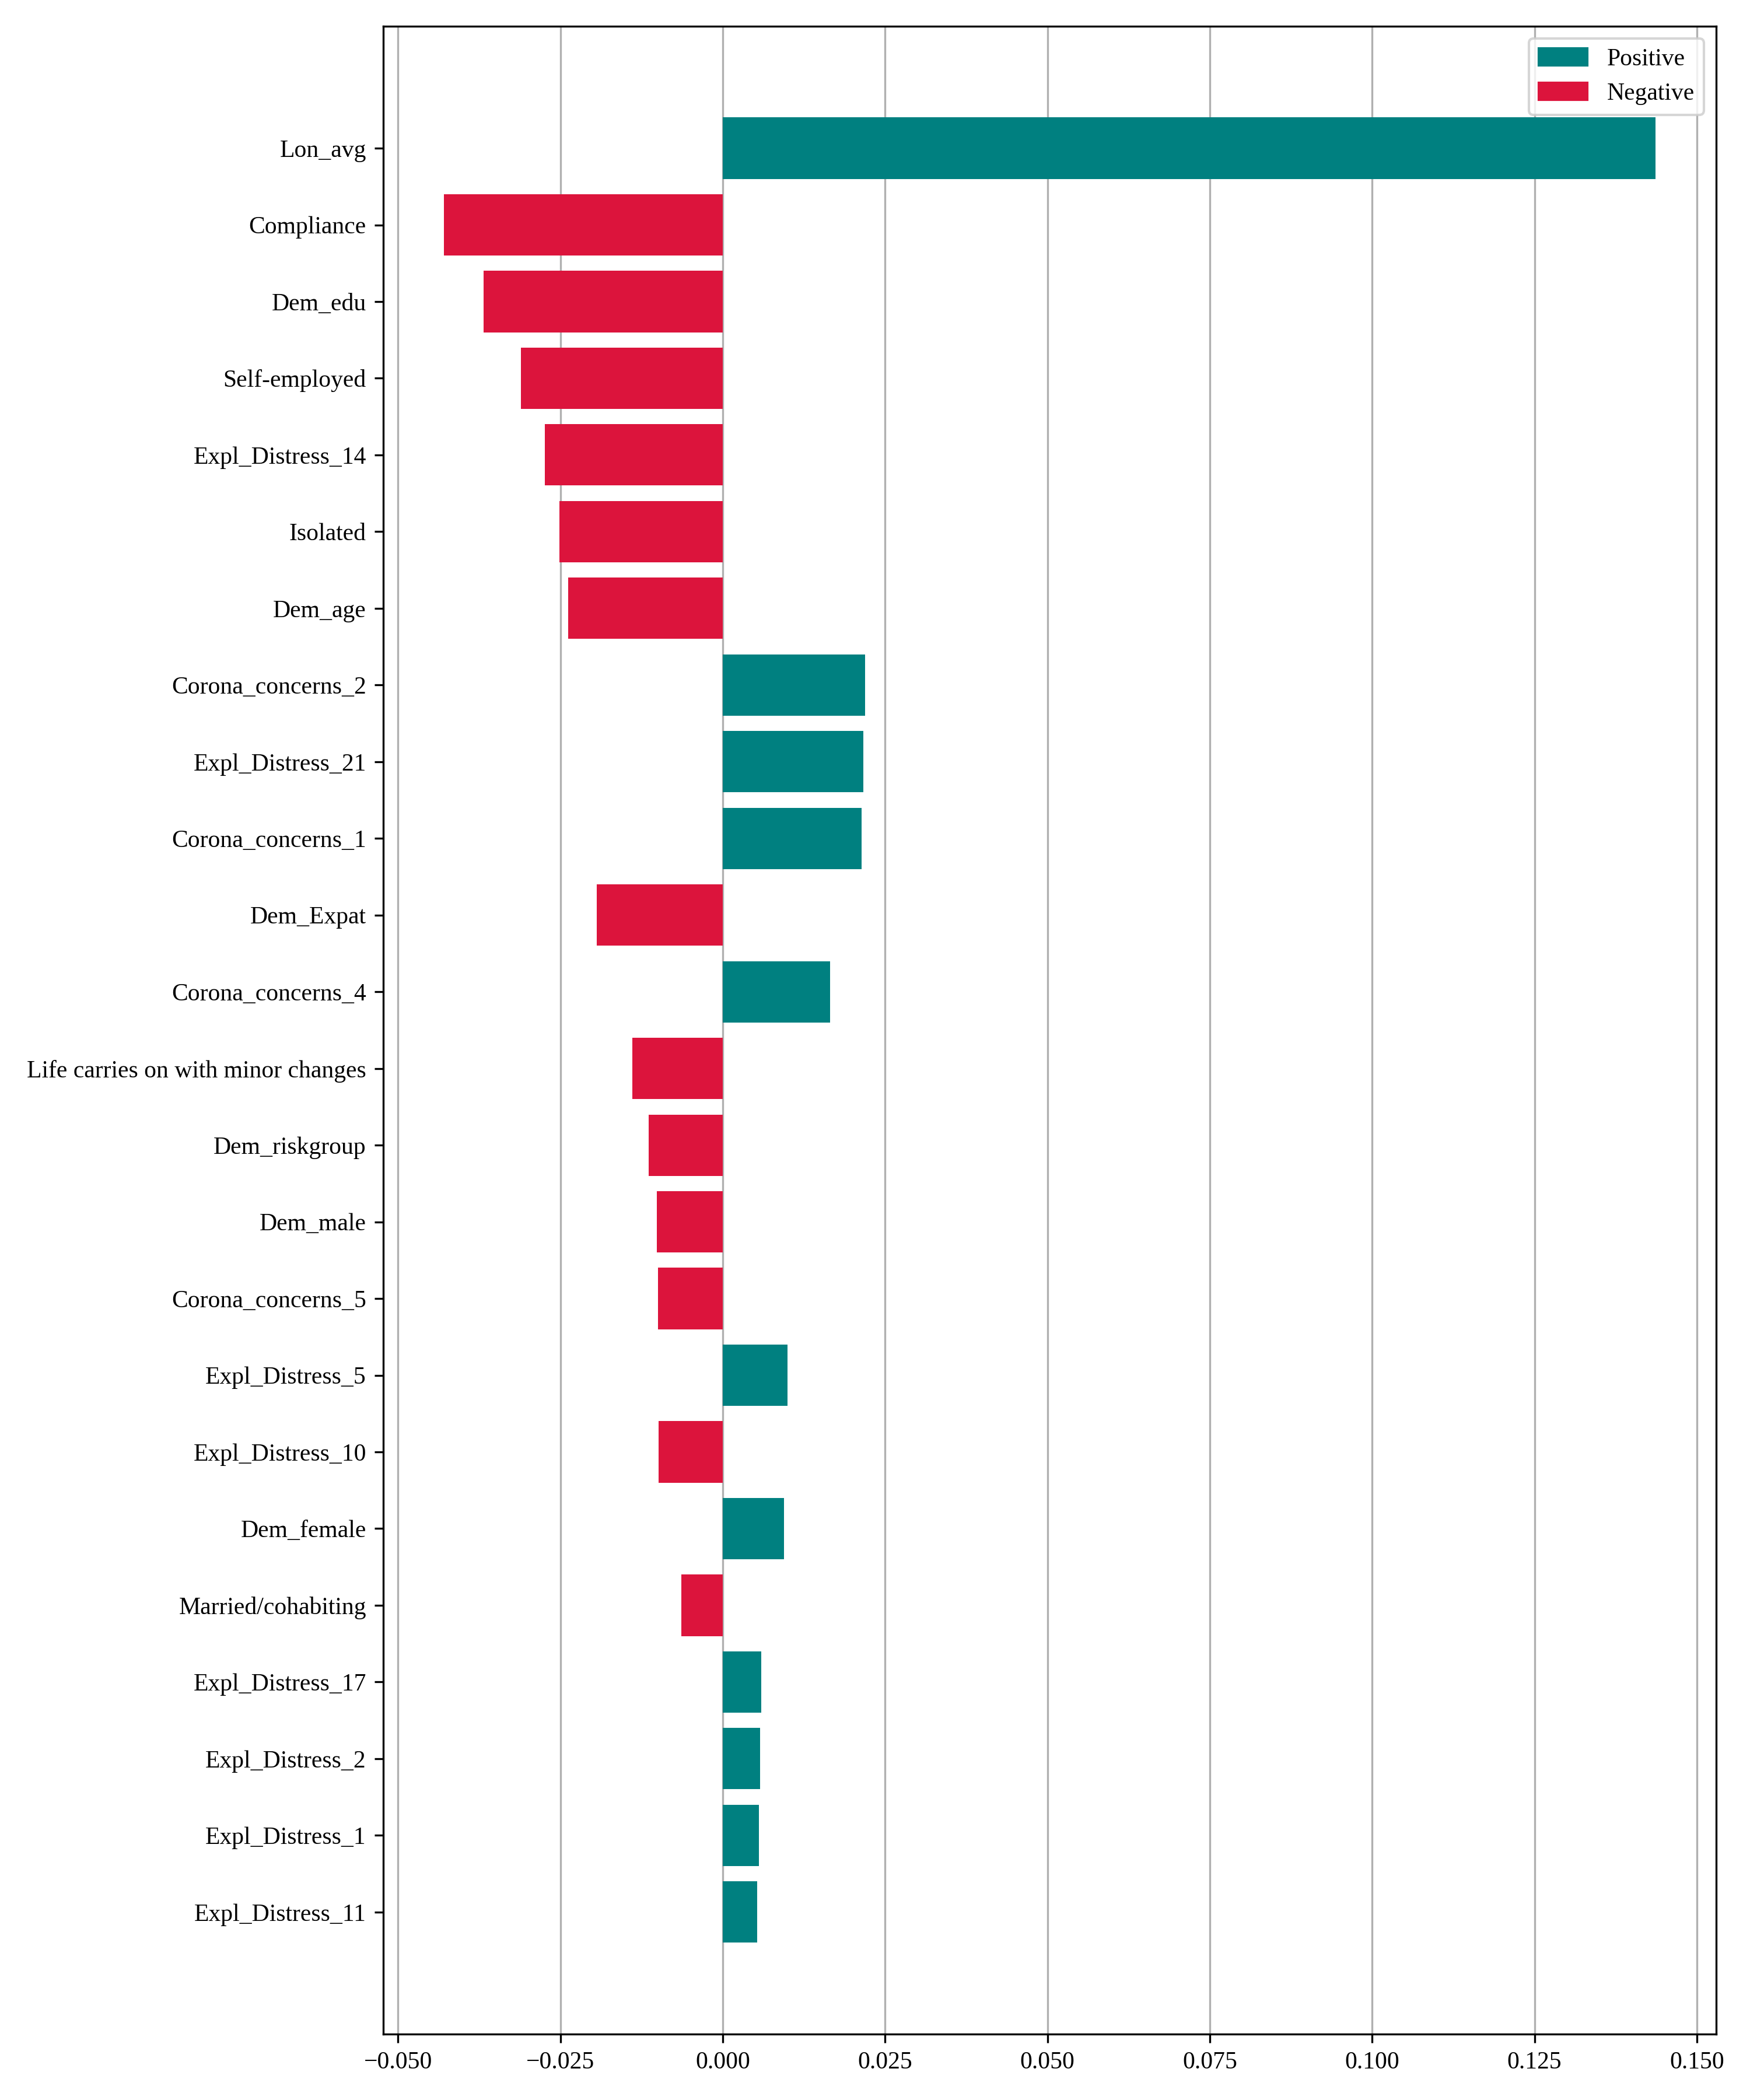 Positive
Negative
Lon_avg
Compliance
Dem_edu
Self-employed
Expl_Distress_14
Isolated
Dem_age
Corona_concerns_2
Expl_Distress_21
Corona_concerns_1
Dem_Expat
Corona_concerns_4
Life carries on with minor changes
Dem_riskgroup
Dem_male
Corona_concerns_5
Expl_Distress_5
Expl_Distress_10
Dem_female
Married/cohabiting
Expl_Distress_17
Expl_Distress_2
Expl_Distress_1
Expl_Distress_11
−0.050 −0.025 0.000 0.025 0.050 0.075 0.100 0.125 0.150